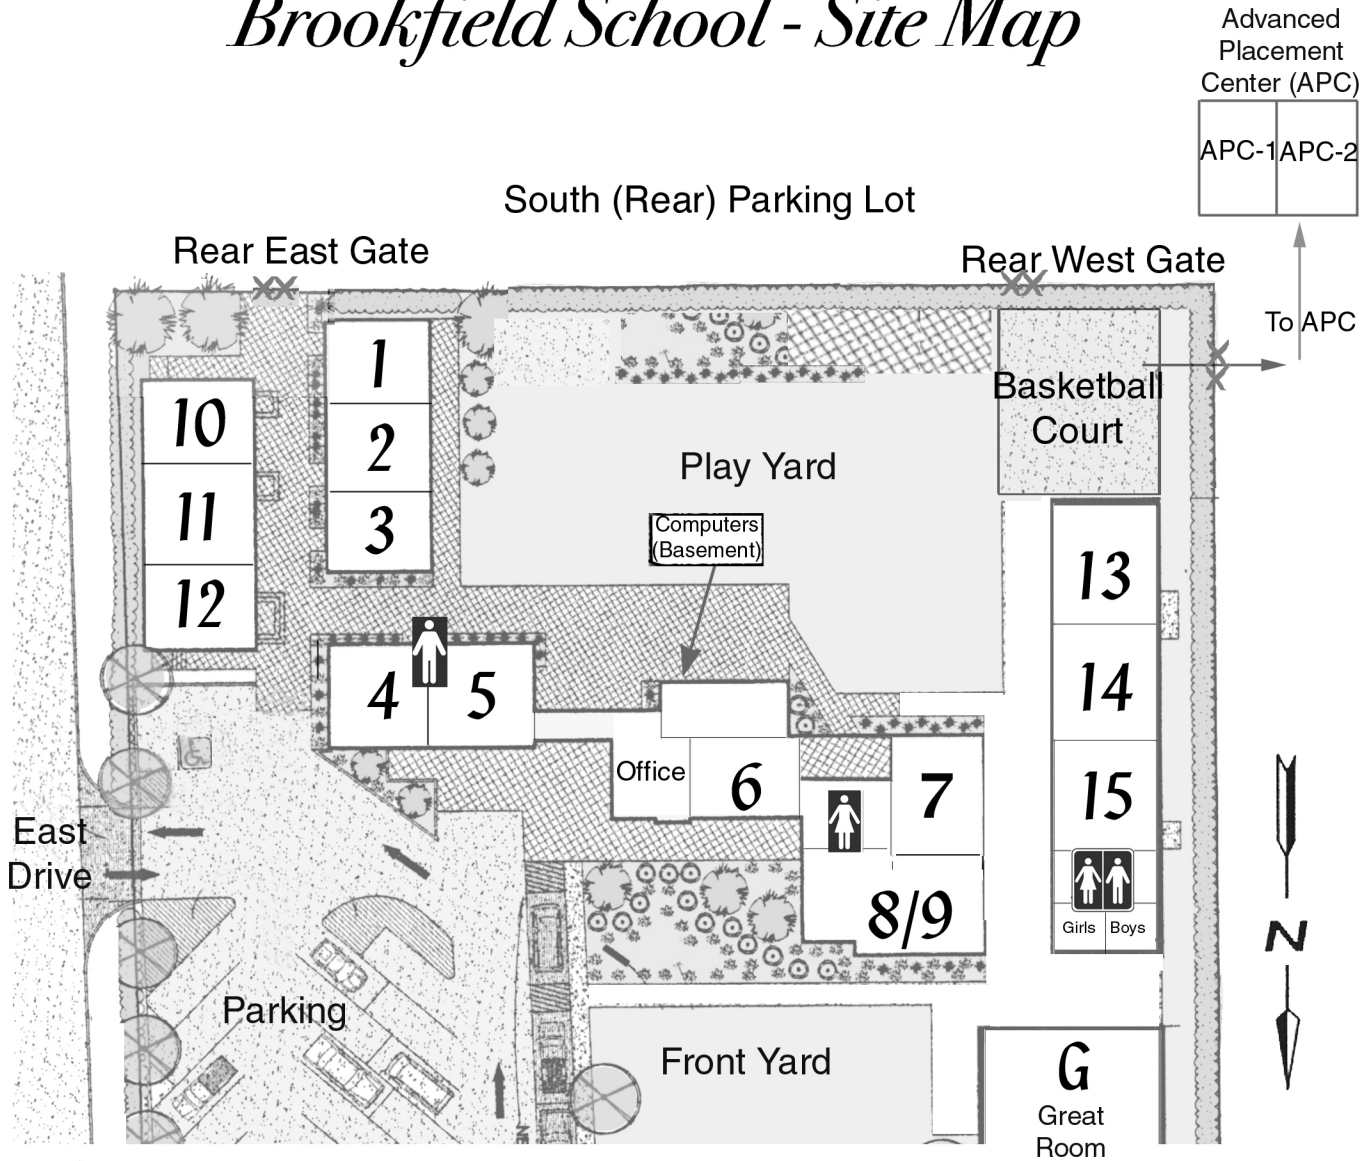 Brookfield School - Site Map
Advanced
Placement
Center (APC)
APC-1
APC-2
South (Rear) Parking Lot
Rear East Gate
Rear West Gate
To APC
1
2
3
10
11
12
Basketball
Court
Play Yard
Computers
(Basement)
13
14
15
4
5
Office
6
7
8/9
Girls
Boys
East
Drive
N
Parking
Front Yard
G
Great
Room